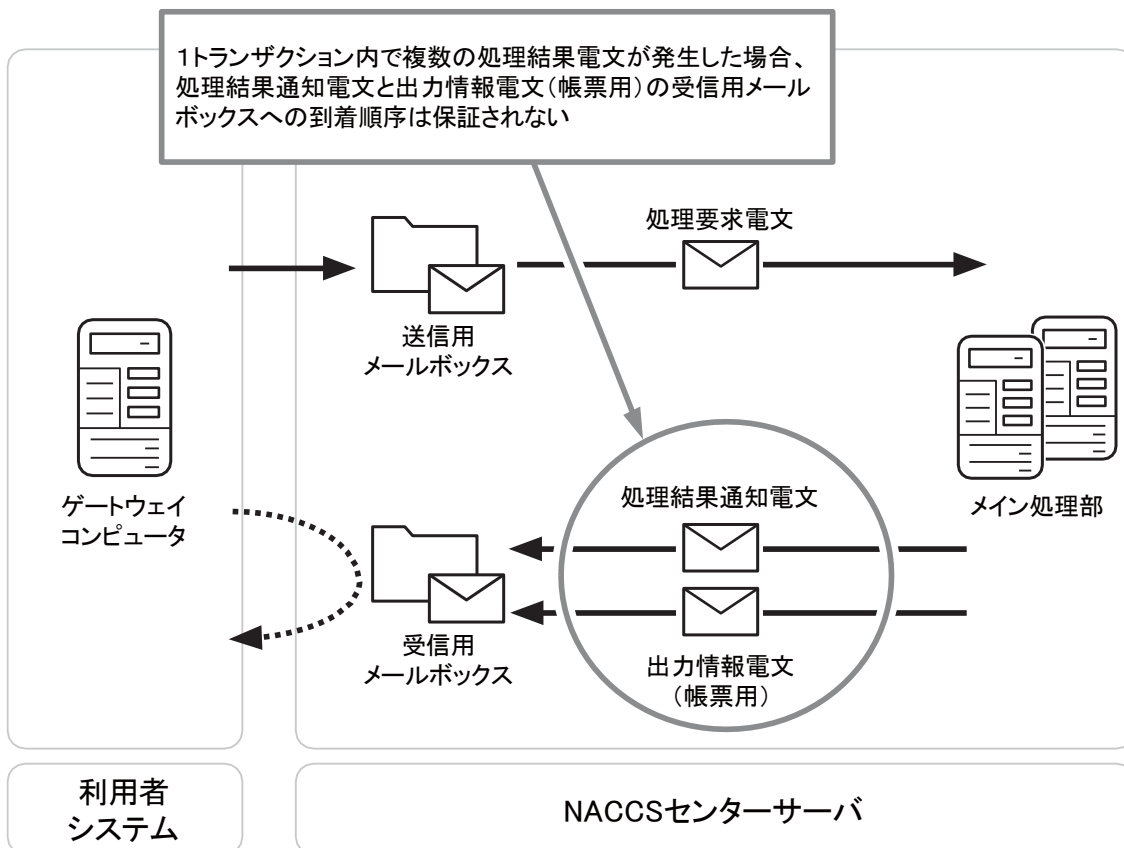 1トランザクション内で複数の処理結果電文が発生した場合、
処理結果通知電文と出力情報電文(帳票用)の受信用メール
ボックスへの到着順序は保証されない
処理要求電文
送信用
メールボックス
ゲートウェイ
コンピュータ
メイン処理部
処理結果通知電文
受信用
メールボックス
出力情報電文
(帳票用)
利用者
システム
NACCSセンターサーバ